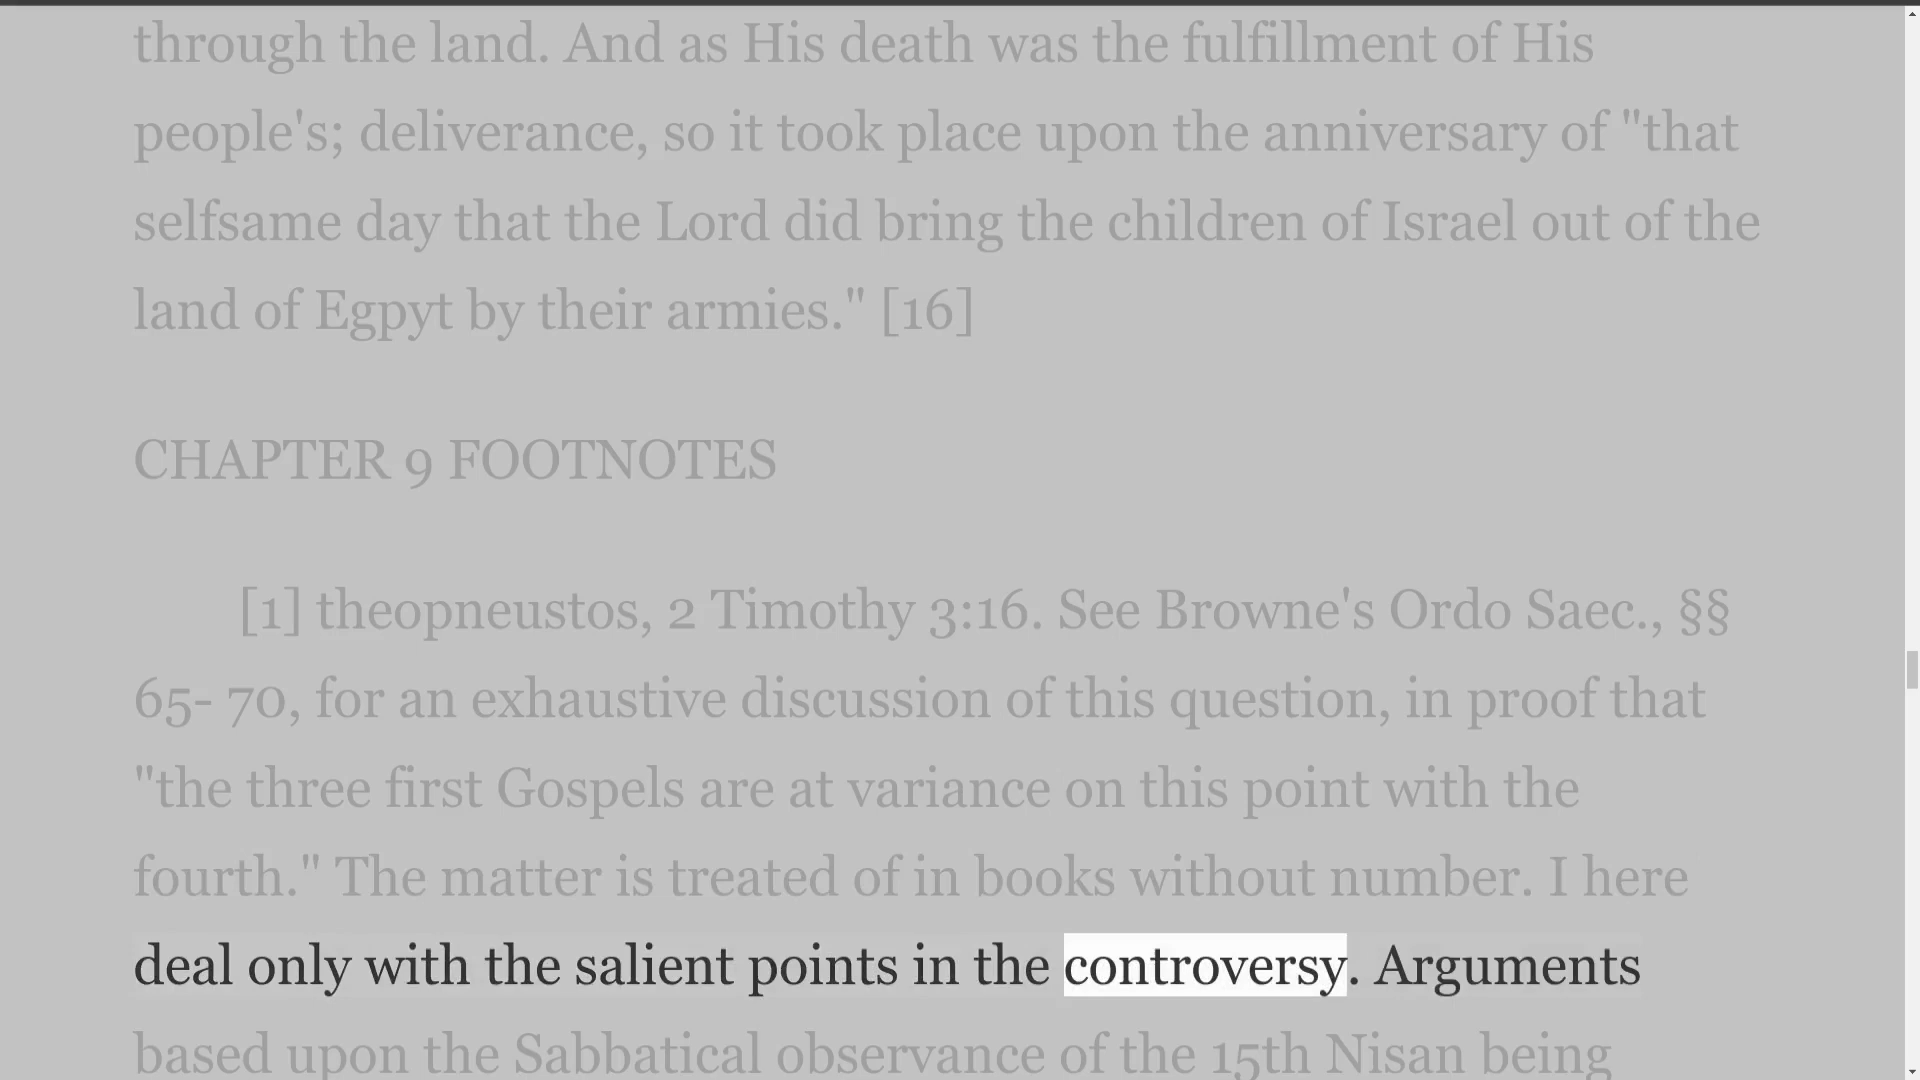 through the land. And as His death was the fulfillment of His
people's; deliverance, so it took place upon the anniversary of "that
selfsame day that the Lord did bring the children of Israel out of the
land of Egpyt by their armies." [16]
CHAPTER 9 FOOTNOTES
[1] theopneustos, 2 Timothy 3:16. See Browne's Ordo Saec., §§
65- 70, for an exhaustive discussion of this question, in proof that
"the three first Gospels are at variance on this point with the
fourth." The matter is treated of in books without number. I here
deal only with the salient points in the controversy. Arguments
based upon the Sabbatical observance of the 15th Nisan being